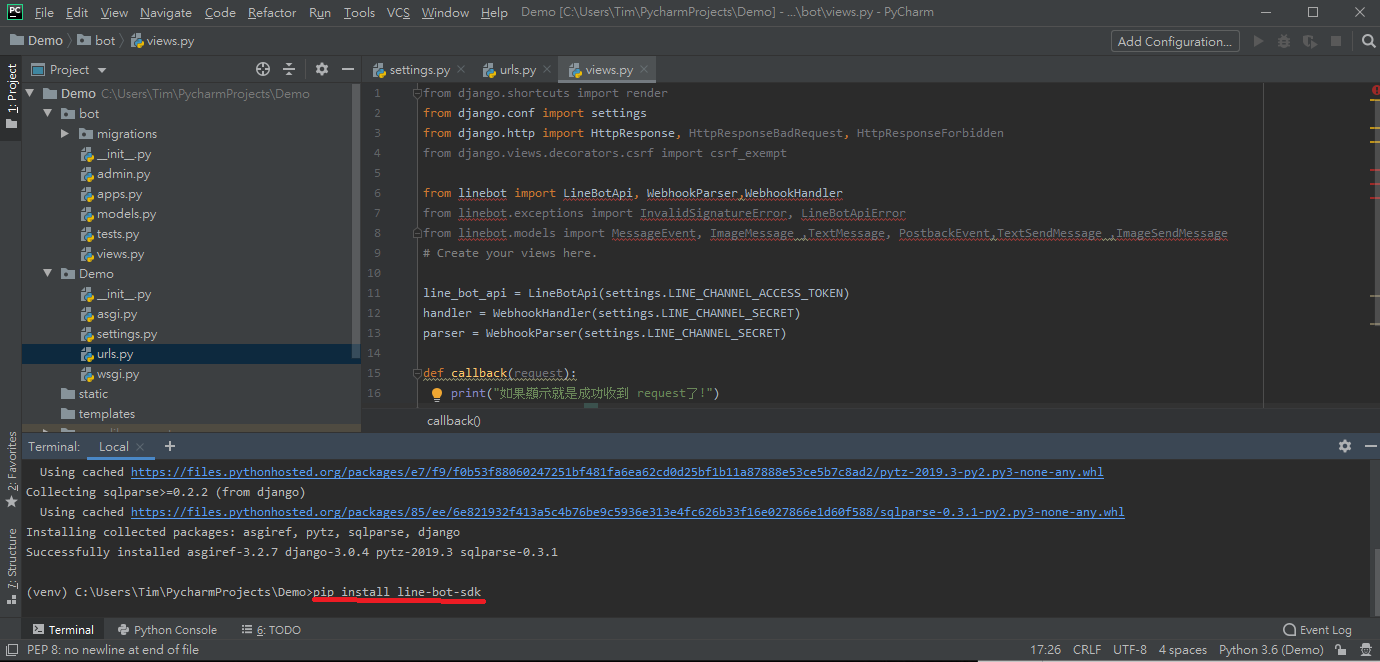 PC File Edit View Navigate Code Refactor Run Tools VCS Window Help Demo [C:\Users\Tim\PycharmProjects\Demo] - ...\bot\views.py - PyCharm
Demo bot views.py Add Configuration...
1: Project
Project
settings.py urls.py views.py
Demo C:\Users\Tim\PycharmProjects\Demo
bot
migrations
__init__.py
admin.py
apps.py
models.py
tests.py
views.py
Demo
__init__.py
asgi.py
settings.py
urls.py
wsgi.py
static
templates
1 from django.shortcuts import render
2 from django.conf import settings
3 from django.http import HttpResponse, HttpResponseBadRequest, HttpResponseForbidden
4 from django.views.decorators.csrf import csrf_exempt
5
6 from linebot import LineBotApi, WebhookParser,WebhookHandler
7 from linebot.exceptions import InvalidSignatureError, LineBotApiError
8 from linebot.models import MessageEvent, ImageMessage ,TextMessage, PostbackEvent,TextSendMessage ,ImageSendMessage
9 # Create your views here.
10
11 line_bot_api = LineBotApi(settings.LINE_CHANNEL_ACCESS_TOKEN)
12 handler = WebhookHandler(settings.LINE_CHANNEL_SECRET)
13 parser = WebhookParser(settings.LINE_CHANNEL_SECRET)
14
15 def callback(request):
16 print("如果顯示就是成功收到 request了!")
callback()
2: Favorites
7: Structure
Terminal: Local +
Using cached https://files.pythonhosted.org/packages/e7/f9/f0b53f88060247251bf481fa6ea62cd0d25bf1b11a87888e53ce5b7c8ad2/pytz-2019.3-py2.py3-none-any.whl
Collecting sqlparse>=0.2.2 (from django)
Using cached https://files.pythonhosted.org/packages/85/ee/6e821932f413a5c4b76be9c5936e313e4fc626b33f16e027866e1d60f588/sqlparse-0.3.1-py2.py3-none-any.whl
Installing collected packages: asgiref, pytz, sqlparse, django
Successfully installed asgiref-3.2.7 django-3.0.4 pytz-2019.3 sqlparse-0.3.1
(venv) C:\Users\Tim\PycharmProjects\Demo>pip install line-bot-sdk
Terminal Python Console 6: TODO Event Log
PEP 8: no newline at end of file 17:26 CRLF UTF-8 4 spaces Python 3.6 (Demo)